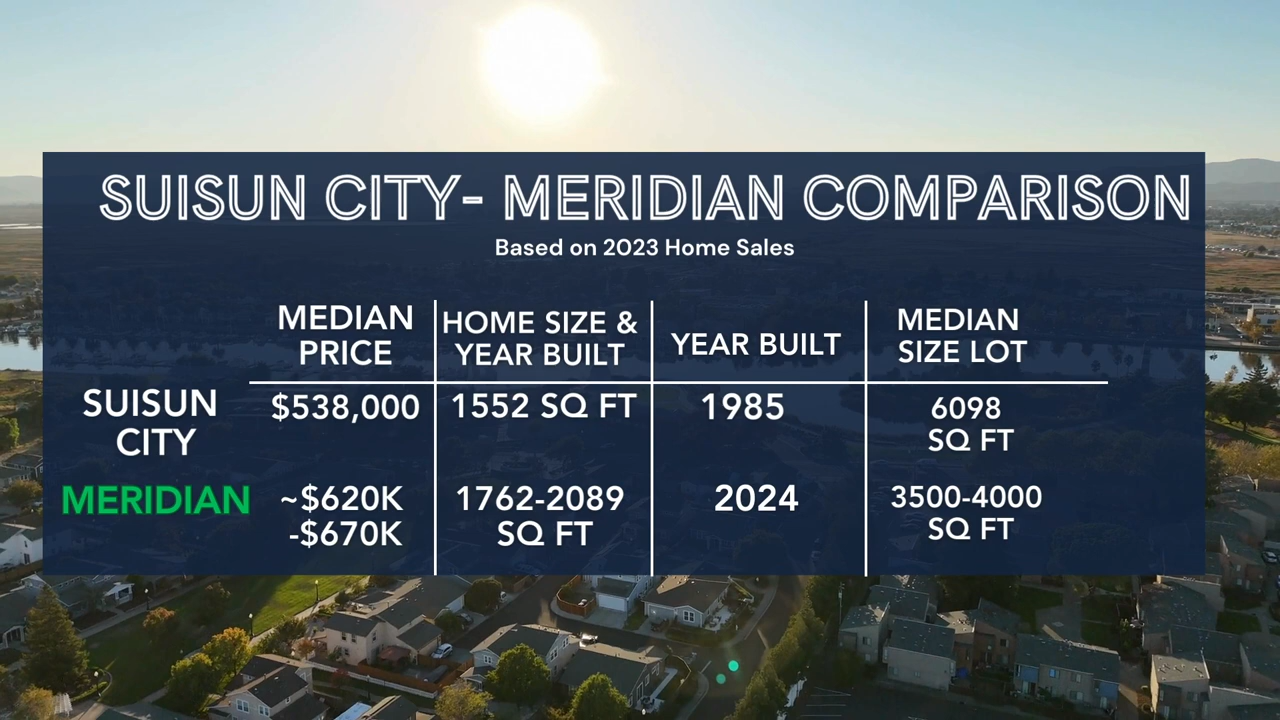 SUISUN CITY- MERIDIAN COMPARISON
Based on 2023 Home Sales
MEDIAN PRICE
HOME SIZE & YEAR BUILT
YEAR BUILT
MEDIAN SIZE LOT
SUISUN CITY
$538,000
1552 SQ FT
1985
6098 SQ FT
MERIDIAN
~$620K -$670K
1762-2089 SQ FT
2024
3500-4000 SQ FT